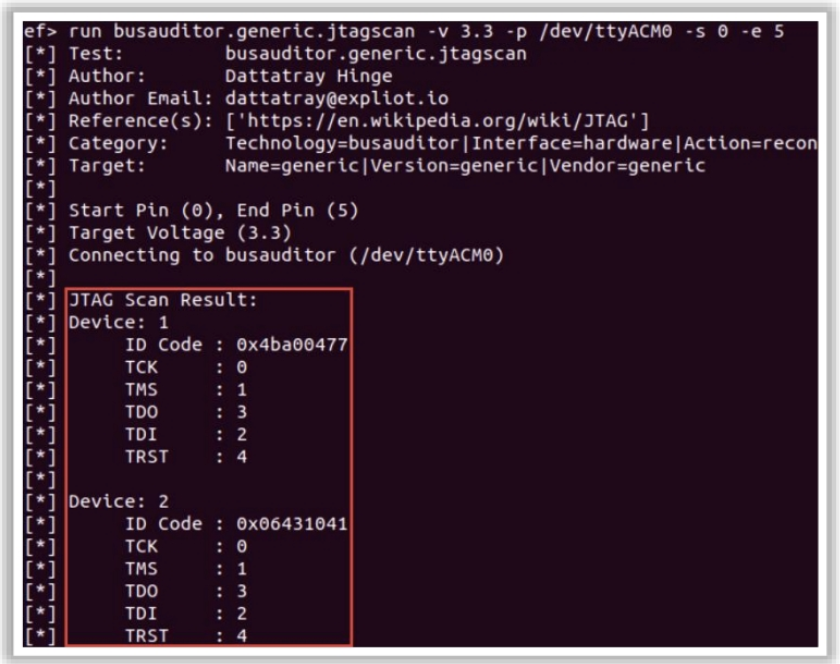 ef> run busauditor.generic.jtagscan -v 3.3 -p /dev/ttyACM0 -s 0 -e 5
[*] Test: busauditor.generic.jtagscan
[*] Author: Dattatray Hinge
[*] Author Email: dattatray@expliot.io
[*] Reference(s): ['https://en.wikipedia.org/wiki/JTAG']
[*] Category: Technology=busauditor|Interface=hardware|Action=recon
[*] Target: Name=generic|Version=generic|Vendor=generic
[*]
[*] Start Pin (0), End Pin (5)
[*] Target Voltage (3.3)
[*] Connecting to busauditor (/dev/ttyACM0)
[*]
[*] JTAG Scan Result:
[*] Device: 1
[*] ID Code : 0x4ba00477
[*] TCK : 0
[*] TMS : 1
[*] TDO : 3
[*] TDI : 2
[*] TRST : 4
[*]
[*] Device: 2
[*] ID Code : 0x06431041
[*] TCK : 0
[*] TMS : 1
[*] TDO : 3
[*] TDI : 2
[*] TRST : 4